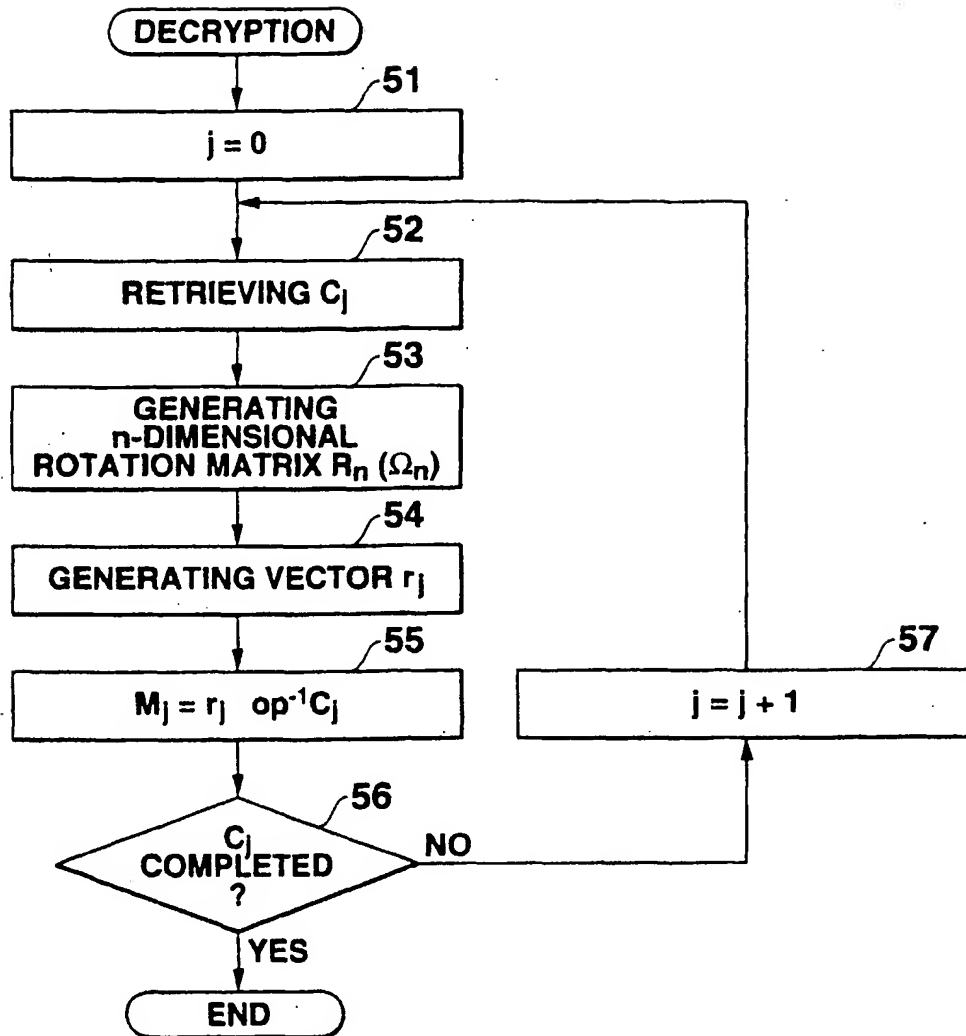 DECRYPTION
51
j = 0
52
RETRIEVING Cj
53
GENERATING
n-DIMENSIONAL
ROTATION MATRIX Rn (Ωn)
54
GENERATING VECTOR rj
55
Mj = rj op-1Cj
57
j = j + 1
56
Cj
COMPLETED
?
NO
YES
END